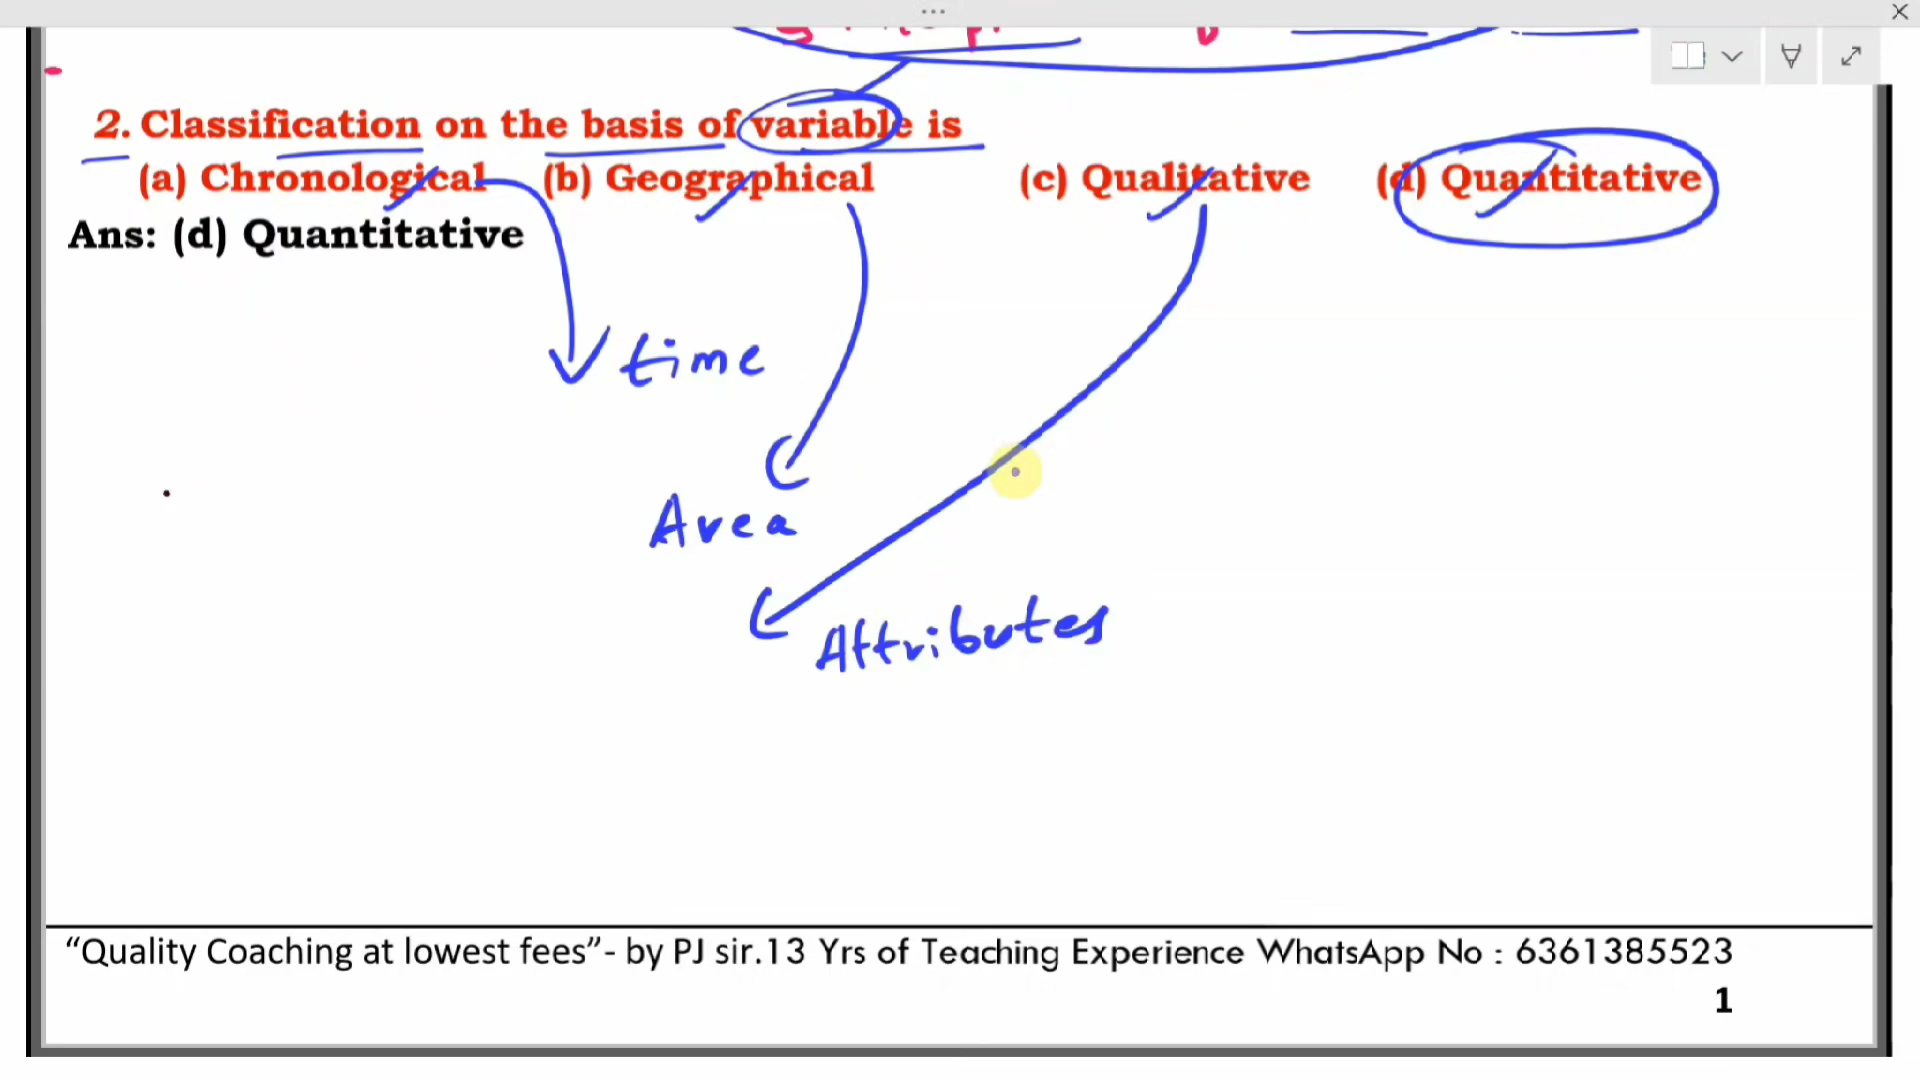 2. Classification on the basis of variable is
(a) Chronological (b) Geographical (c) Qualitative (d) Quantitative
Ans: (d) Quantitative
time
Area
Attributes
“Quality Coaching at lowest fees”- by PJ sir.13 Yrs of Teaching Experience WhatsApp No : 6361385523
1